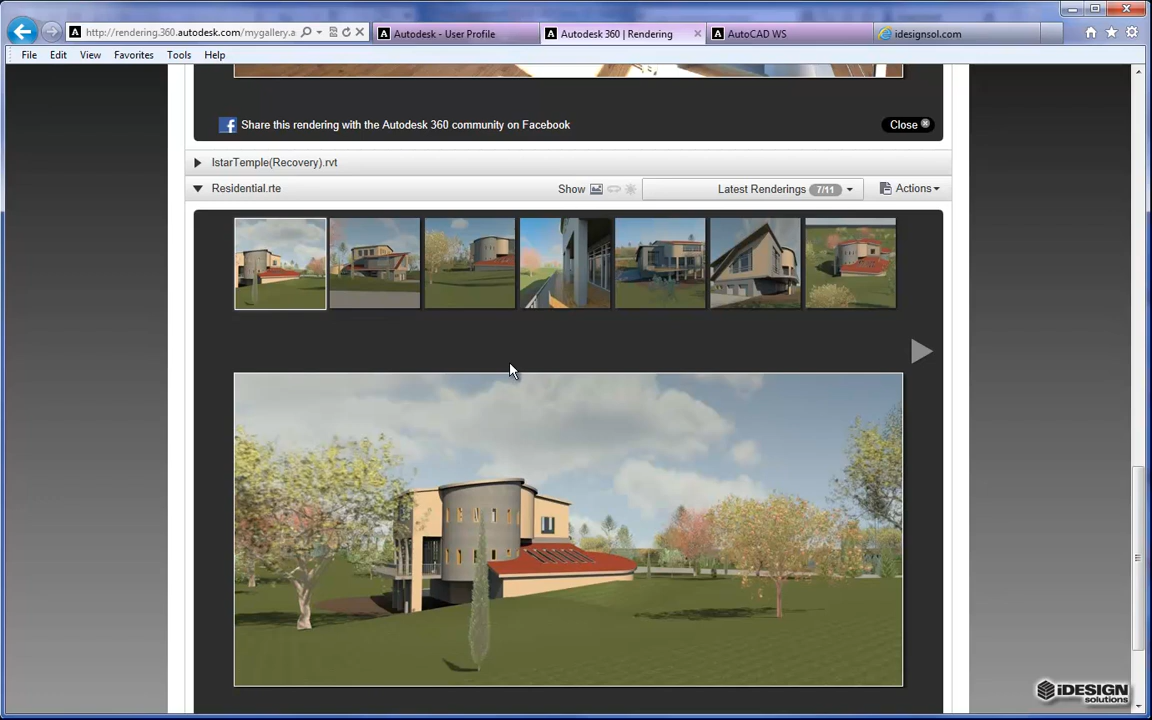 http://rendering.360.autodesk.com/mygallery.a
Autodesk - User Profile
Autodesk 360 | Rendering
AutoCAD WS
idesignsol.com
File Edit View Favorites Tools Help
Share this rendering with the Autodesk 360 community on Facebook
Close
IstarTemple(Recovery).rvt
Residential.rte
Show
Latest Renderings 7/11
Actions
iDESIGN
solutions